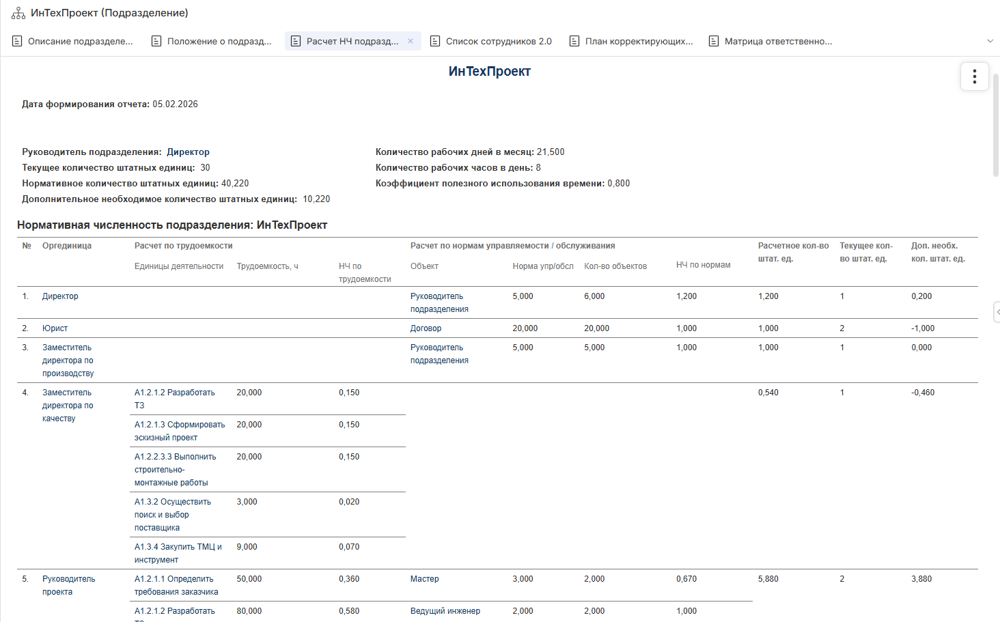 ИнТехПроект (Подразделение)
Описание подразделе... Положение о подразд... Расчет НЧ подразд... Список сотрудников 2.0 План корректирующих... Матрица ответственно...
ИнТехПроект
Дата формирования отчета: 05.02.2026
Руководитель подразделения: Директор
Текущее количество штатных единиц: 30
Нормативное количество штатных единиц: 40,220
Дополнительное необходимое количество штатных единиц: 10,220
Количество рабочих дней в месяц: 21,500
Количество рабочих часов в день: 8
Коэффициент полезного использования времени: 0,800
Нормативная численность подразделения: ИнТехПроект
№ Оргединица Расчет по трудоемкости Расчет по нормам управляемости / обслуживания Расчетное кол-во Текущее кол- Доп. необх.
штат. ед. во штат. ед. кол. штат. ед.
Единицы деятельности Трудоемкость, ч НЧ по Объект Норма упр/обсл Кол-во объектов НЧ по нормам
трудоемкости
1. Директор Руководитель 5,000 6,000 1,200 1,200 1 0,200
подразделения
2. Юрист Договор 20,000 20,000 1,000 1,000 2 -1,000
3. Заместитель Руководитель 5,000 5,000 1,000 1,000 1 0,000
директора по подразделения
производству
4. Заместитель А1.2.1.2 Разработать 20,000 0,150 0,540 1 -0,460
директора по ТЗ
качеству
А1.2.1.3 Сформировать 20,000 0,150
эскизный проект
А1.2.2.3.3 Выполнить 20,000 0,150
строительно-
монтажные работы
А1.3.2 Осуществить 3,000 0,020
поиск и выбор
поставщика
А1.3.4 Закупить ТМЦ и 9,000 0,070
инструмент
5. Руководитель А1.2.1.1 Определить 50,000 0,360 Мастер 3,000 2,000 0,670 5,880 2 3,880
проекта требования заказчика
А1.2.1.2 Разработать 80,000 0,580 Ведущий инженер 2,000 2,000 1,000